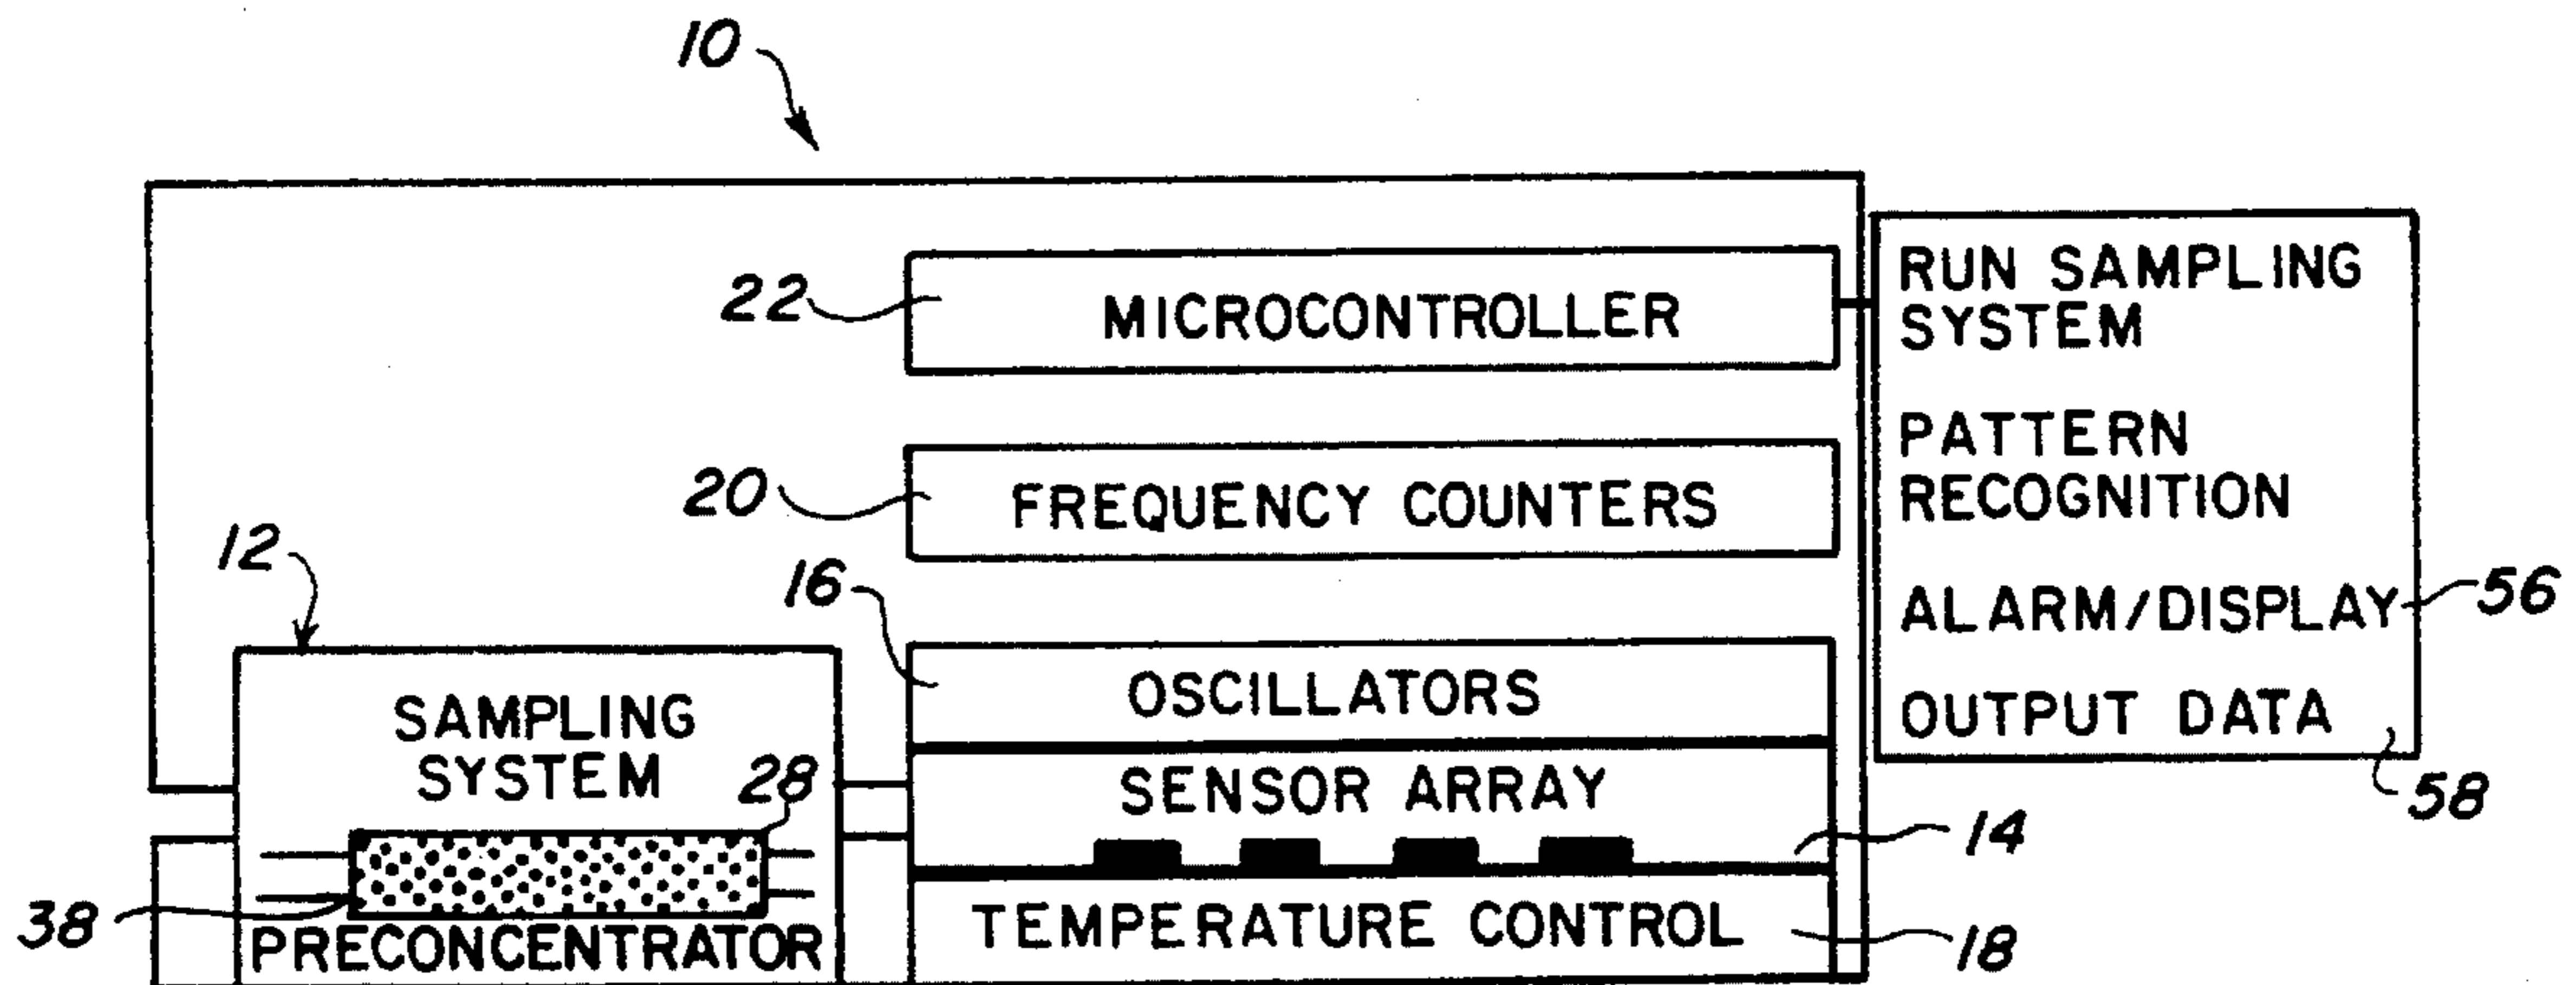 10
22
MICROCONTROLLER
RUN SAMPLING
SYSTEM
PATTERN
RECOGNITION
20
FREQUENCY COUNTERS
12
16
ALARM/DISPLAY
56
SAMPLING
SYSTEM
28
OSCILLATORS
OUTPUT DATA
58
SENSOR ARRAY
14
38
PRECONCENTRATOR
TEMPERATURE CONTROL
18